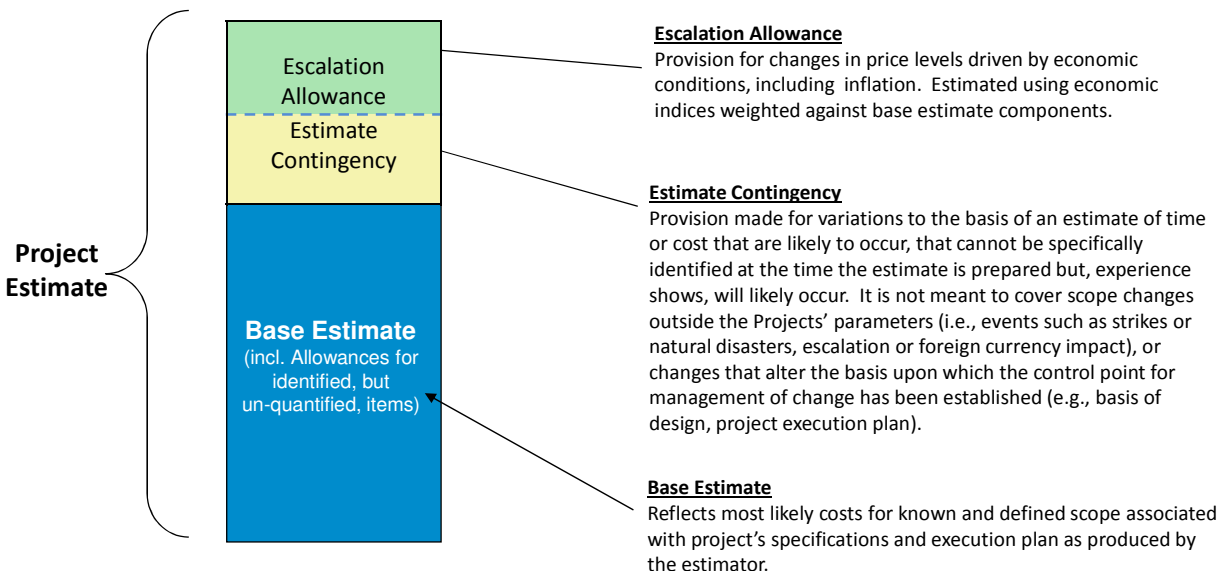 Project
Estimate
Escalation
Allowance
Estimate
Contingency
Base Estimate
(incl. Allowances for
identified, but
un-quantified, items)
Escalation Allowance
Provision for changes in price levels driven by economic
conditions, including  inflation.  Estimated using economic
indices weighted against base estimate components.
Estimate Contingency
Provision made for variations to the basis of an estimate of time
or cost that are likely to occur, that cannot be specifically
identified at the time the estimate is prepared but, experience
shows, will likely occur.  It is not meant to cover scope changes
outside the Projects’ parameters (i.e., events such as strikes or
natural disasters, escalation or foreign currency impact), or
changes that alter the basis upon which the control point for
management of change has been established (e.g., basis of
design, project execution plan).
Base Estimate
Reflects most likely costs for known and defined scope associated
with project’s specifications and execution plan as produced by
the estimator.